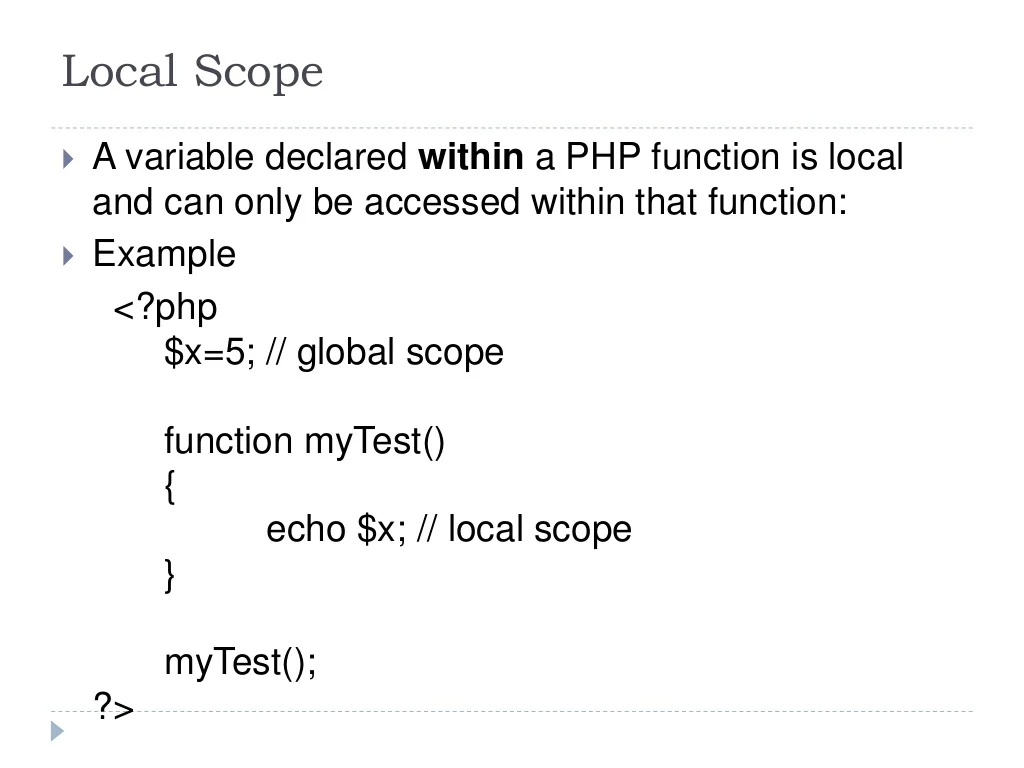 Local Scope
A variable declared within a PHP function is local
and can only be accessed within that function:
Example
<?php
$x=5; // global scope
function myTest()
{
echo $x; // local scope
}
myTest();
?>